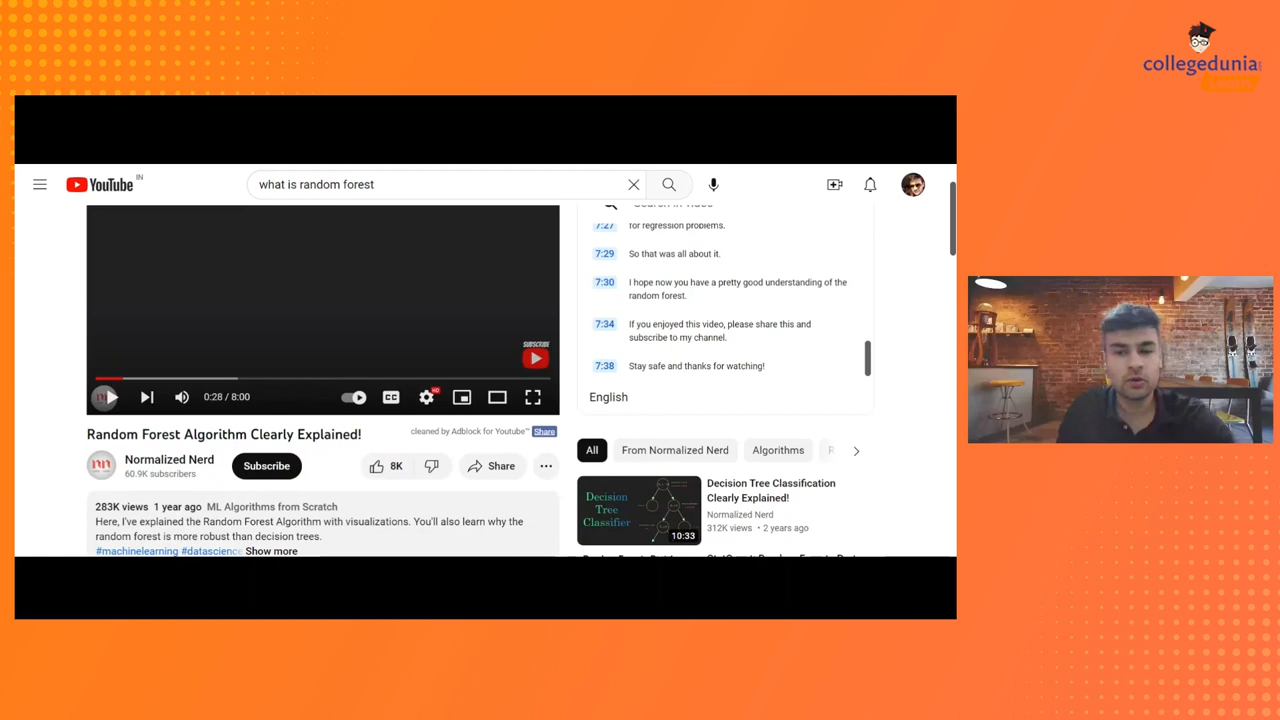 collegedunia
YouTube IN
what is random forest
7:27 for regression problems.
7:29 So that was all about it.
7:30 I hope now you have a pretty good understanding of the
random forest.
7:34 If you enjoyed this video, please share this and
subscribe to my channel.
7:38 Stay safe and thanks for watching!
English
SUBSCRIBE
0:28 / 8:00
CC
HD
Random Forest Algorithm Clearly Explained!
cleaned by Adblock for Youtube™ Share
Normalized Nerd
60.9K subscribers
Subscribe
8K
Share
283K views 1 year ago ML Algorithms from Scratch
Here, I've explained the Random Forest Algorithm with visualizations. You'll also learn why the
random forest is more robust than decision trees.
#machinelearning #datascience Show more
All
From Normalized Nerd
Algorithms
Decision
Tree
Classifier
10:33
Decision Tree Classification
Clearly Explained!
Normalized Nerd
312K views • 2 years ago